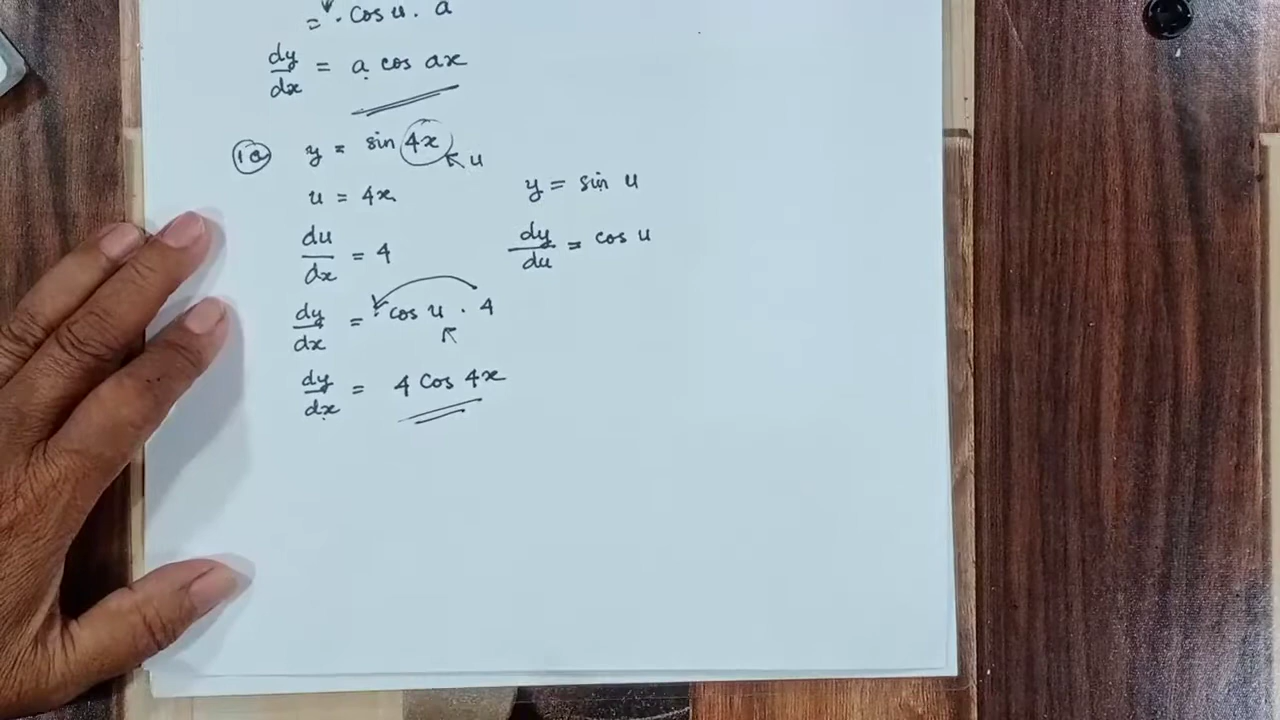 = . cos u . a
dy/dx = a cos ax
1a y = sin 4x u
u = 4x y = sin u
du/dx = 4 dy/du = cos u
dy/dx = . cos u . 4
dy/dx = 4 cos 4x